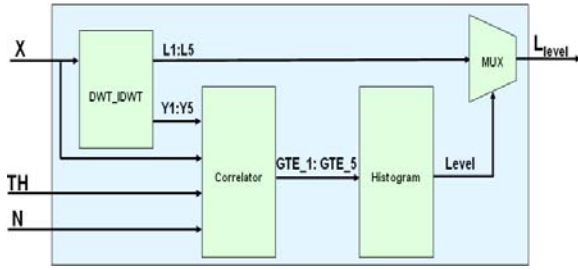 X
L1:L5
MUX
L_level
DWT_IDWT
Y1:Y5
TH
N
Correlator
GTE_1: GTE_5
Histogram
Level